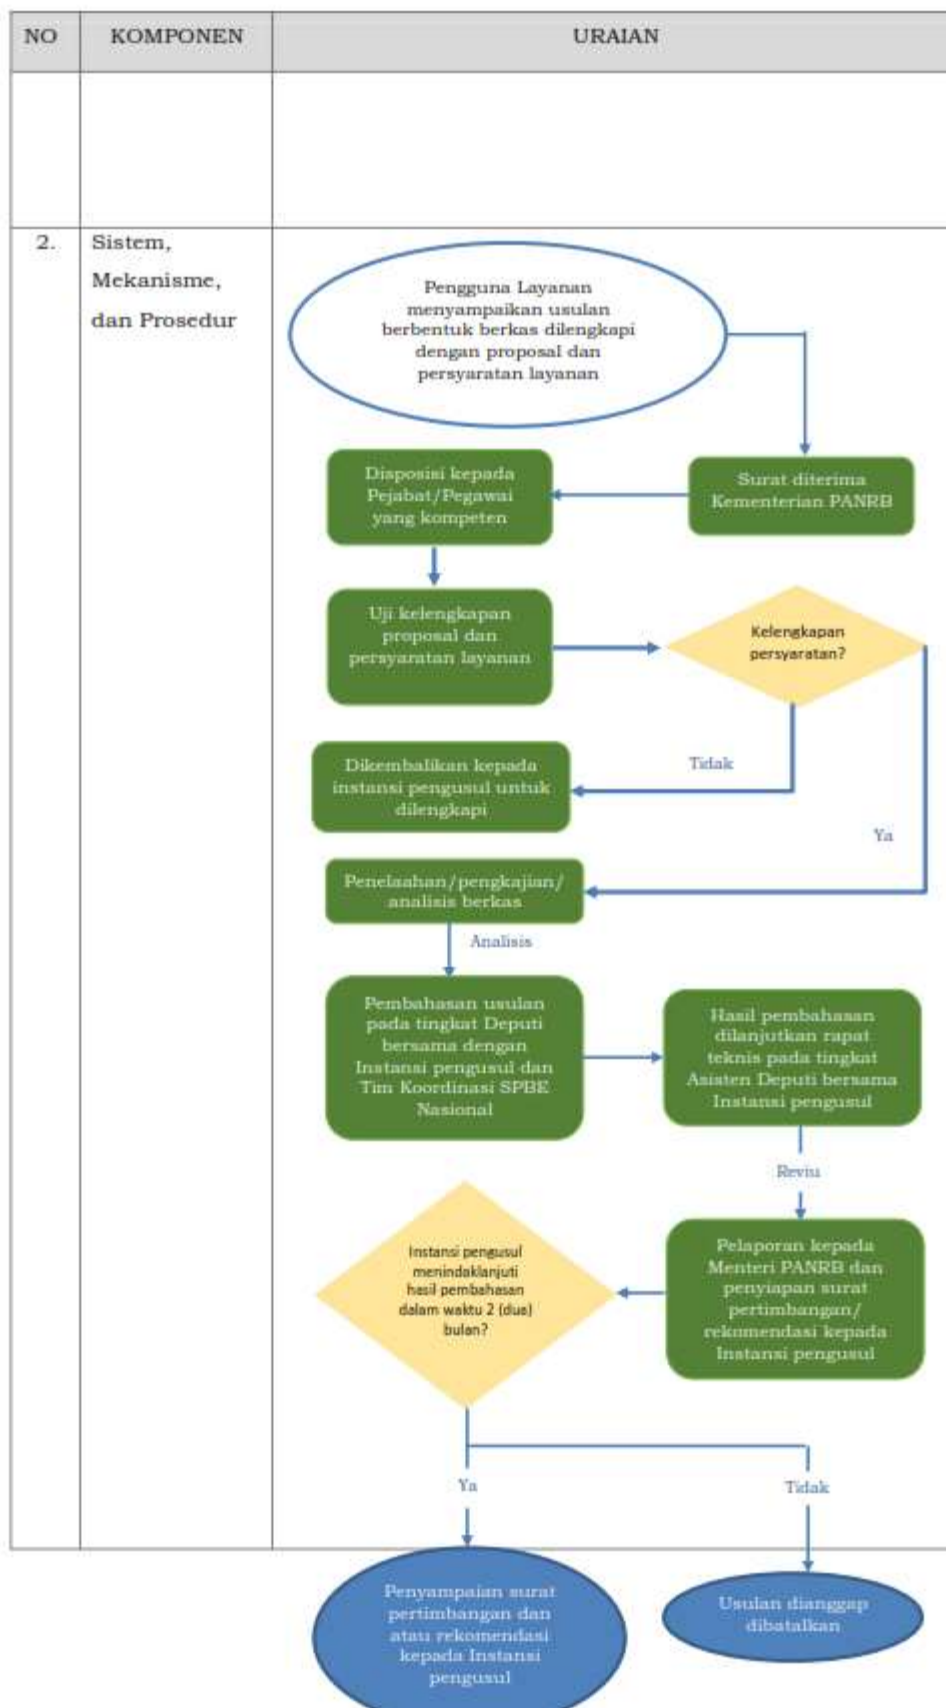 NO KOMPONEN URAIAN
2. Sistem,
Mekanisme,
dan Prosedur
Pengguna Layanan
menyampaikan usulan
berbentuk berkas dilengkapi
dengan proposal dan
persyaratan layanan
Surat diterima
Kementerian PANRB
Disposisi kepada
Pejabat/Pegawai
yang kompeten
Uji kelengkapan
proposal dan
persyaratan layanan
Kelengkapan
persyaratan?
Tidak
Dikembalikan kepada
instansi pengusul untuk
dilengkapi
Ya
Penelaahan/pengkajian/
analisis berkas
Analisis
Pembahasan usulan
pada tingkat Deputi
bersama dengan
Instansi pengusul dan
Tim Koordinasi SPBE
Nasional
Hasil pembahasan
dilanjutkan rapat
teknis pada tingkat
Asisten Deputi bersama
Instansi pengusul
Reviu
Pelaporan kepada
Menteri PANRB dan
penyiapan surat
pertimbangan/
rekomendasi kepada
Instansi pengusul
Instansi pengusul
menindaklanjuti
hasil pembahasan
dalam waktu 2 (dua)
bulan?
Ya
Tidak
Penyampaian surat
pertimbangan dan
atau rekomendasi
kepada Instansi
pengusul
Usulan dianggap
dibatalkan